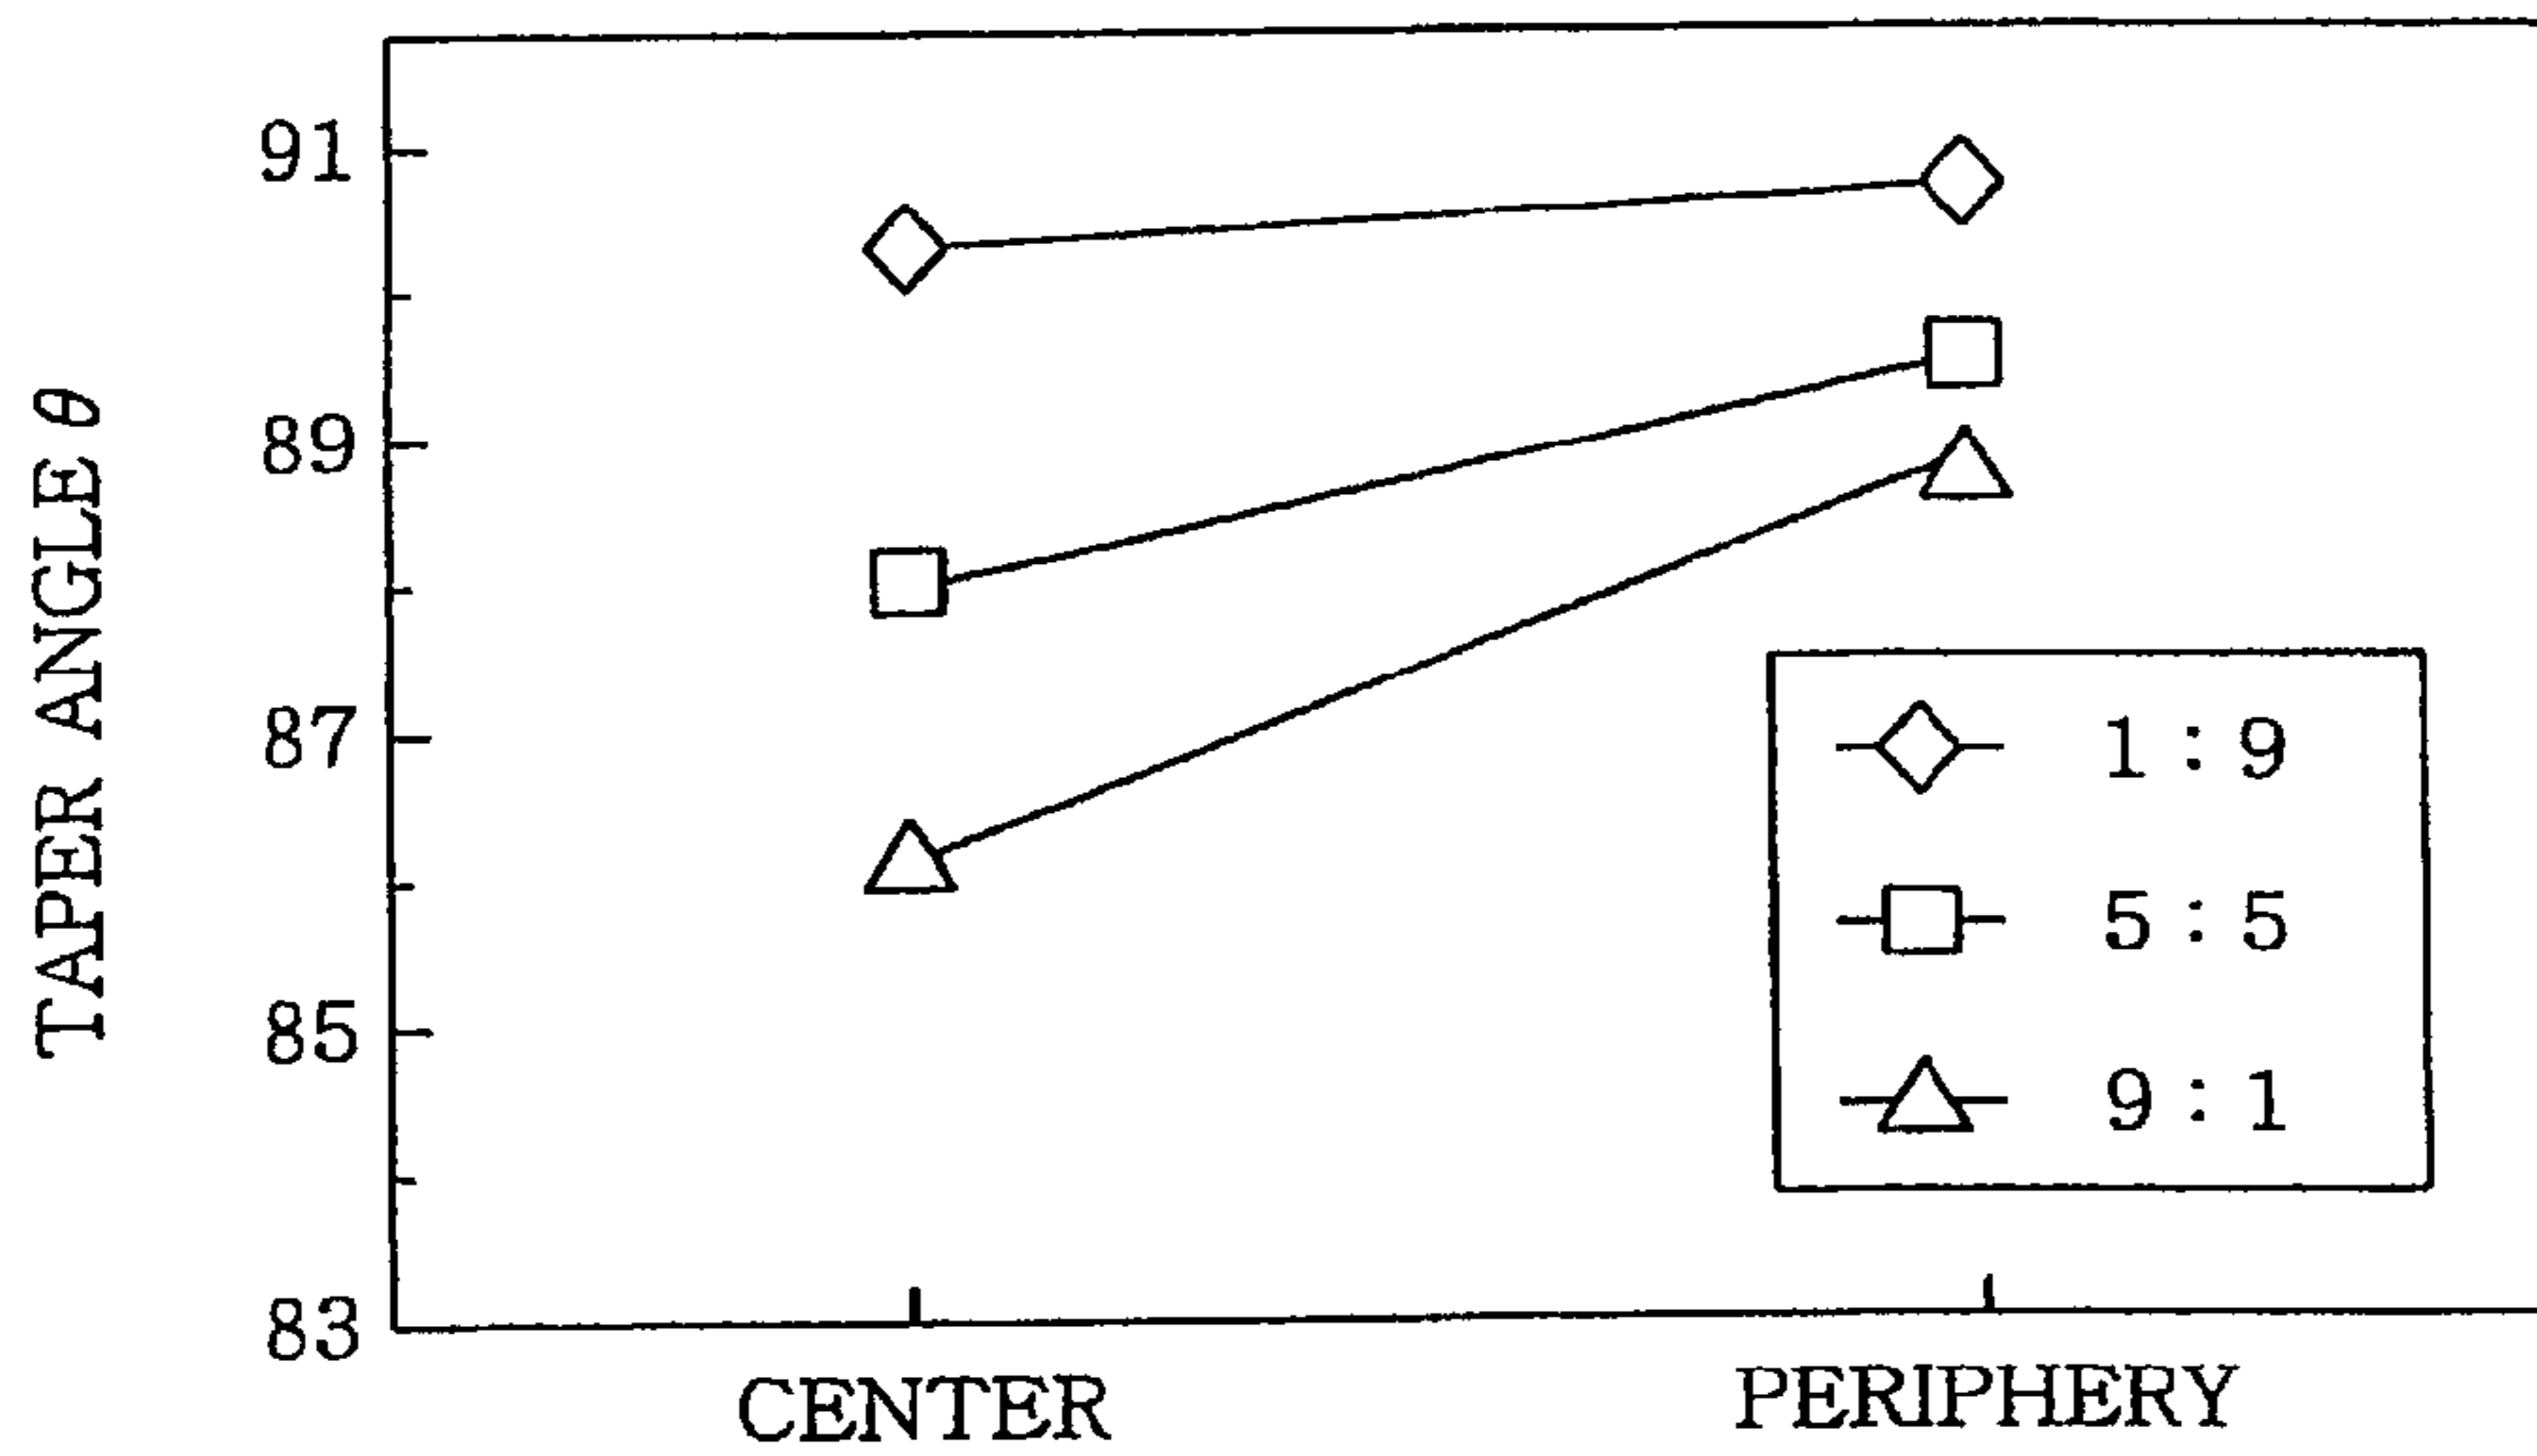 TAPER ANGLE θ
91
89
87
85
83
CENTER
PERIPHERY
1 : 9
5 : 5
9 : 1